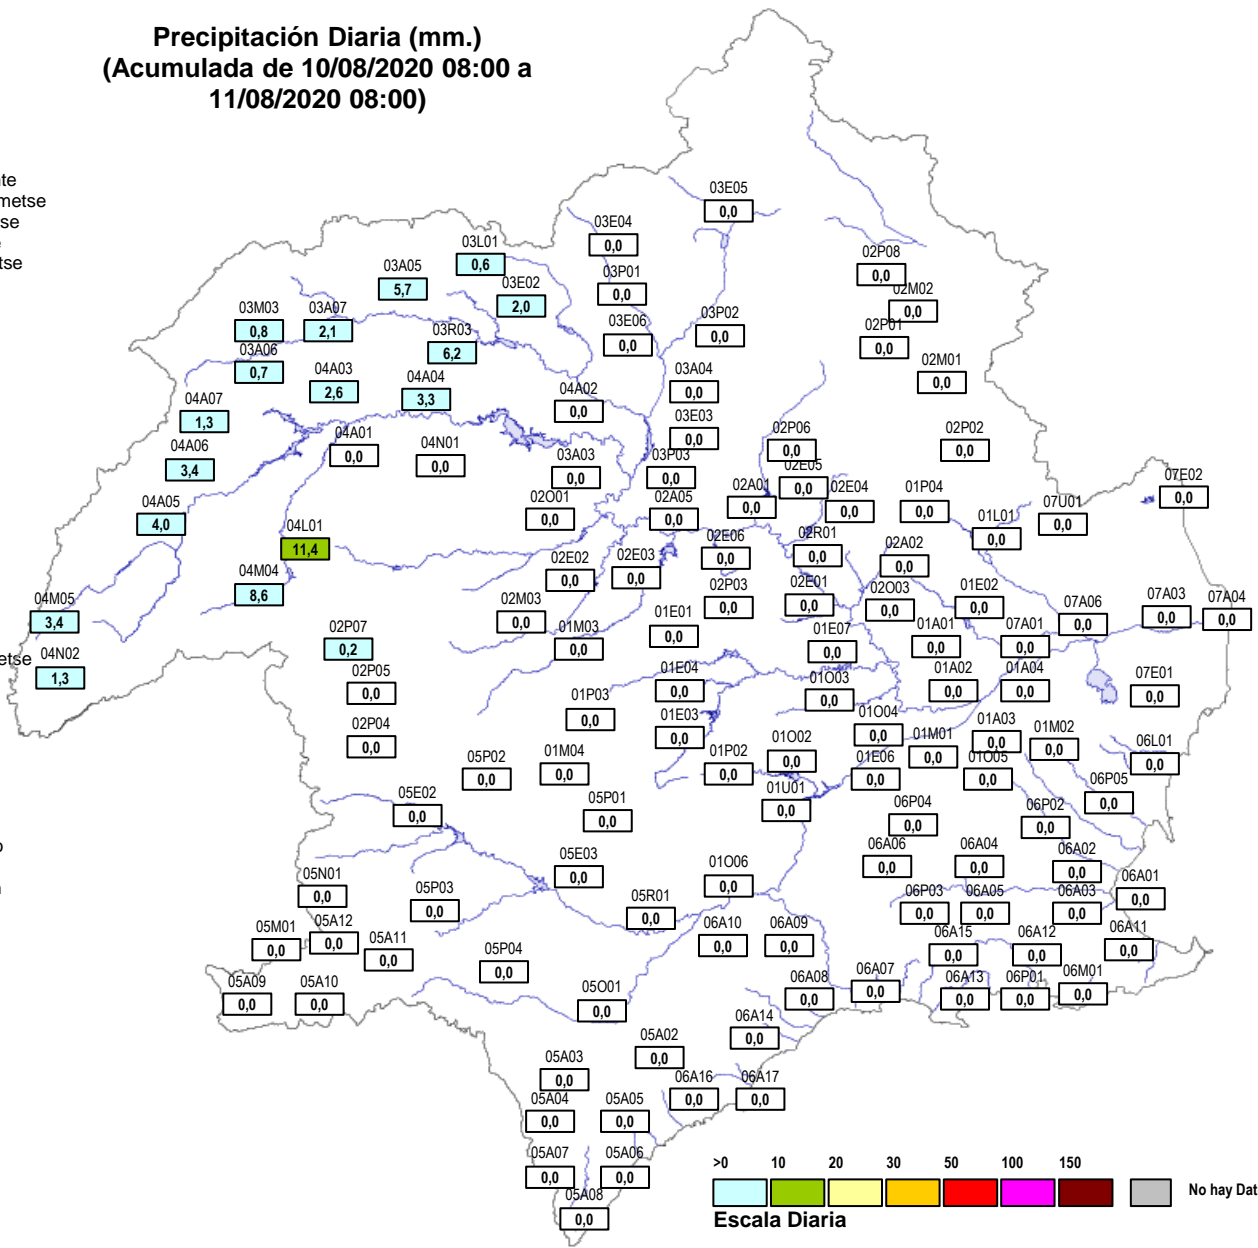 Precipitación Diaria (mm.)
(Acumulada de 10/08/2020 08:00 a
11/08/2020 08:00)
te
metse
se
tse
etse
03E05
0,0
03E04
0,0
03L01
0,6
03A05
5,7
03E02
2,0
03P01
0,0
02P08
0,0
02M02
0,0
03M03
0,8
03A07
2,1
03R03
6,2
03E06
0,0
03P02
0,0
02P01
0,0
03A06
0,7
04A03
2,6
04A04
3,3
04A02
0,0
03A04
0,0
02M01
0,0
04A07
1,3
03E03
0,0
04A06
3,4
04A01
0,0
04N01
0,0
03A03
0,0
03P03
0,0
02P06
0,0
02P02
0,0
02E05
0,0
04A05
4,0
02O01
0,0
02A05
0,0
02A01
0,0
02E04
0,0
01P04
0,0
07E02
0,0
07U01
0,0
01L01
0,0
04L01
11,4
02E06
0,0
02R01
0,0
02A02
0,0
04M04
8,6
02E02
0,0
02E03
0,0
04M05
3,4
02M03
0,0
02P03
0,0
02E01
0,0
02O03
0,0
01E02
0,0
07A06
0,0
07A03
0,0
07A04
0,0
02P07
0,2
01M03
0,0
01E01
0,0
01E07
0,0
01A01
0,0
07A01
0,0
04N02
1,3
02P05
0,0
01E04
0,0
01O03
0,0
01A02
0,0
01A04
0,0
07E01
0,0
01P03
0,0
02P04
0,0
01E03
0,0
01O04
0,0
01A03
0,0
01M02
0,0
05P02
0,0
01M04
0,0
01P02
0,0
01O02
0,0
01M01
0,0
01E06
0,0
01O05
0,0
06L01
0,0
05E02
0,0
05P01
0,0
01U01
0,0
06P04
0,0
06P02
0,0
06P05
0,0
05E03
0,0
06A06
0,0
06A04
0,0
06A02
0,0
05N01
0,0
05P03
0,0
01O06
0,0
06A01
0,0
05R01
0,0
06P03
0,0
06A05
0,0
06A03
0,0
05M01
0,0
05A12
0,0
05A11
0,0
05P04
0,0
06A10
0,0
06A09
0,0
06A15
0,0
06A12
0,0
06A11
0,0
05A09
0,0
05A10
0,0
05O01
0,0
06A08
0,0
06A07
0,0
06A13
0,0
06P01
0,0
06M01
0,0
05A02
0,0
06A14
0,0
05A03
0,0
06A16
0,0
06A17
0,0
05A04
0,0
05A05
0,0
05A07
0,0
05A06
0,0
05A08
0,0
>0 10 20 30 50 100 150
No hay Dat
Escala Diaria